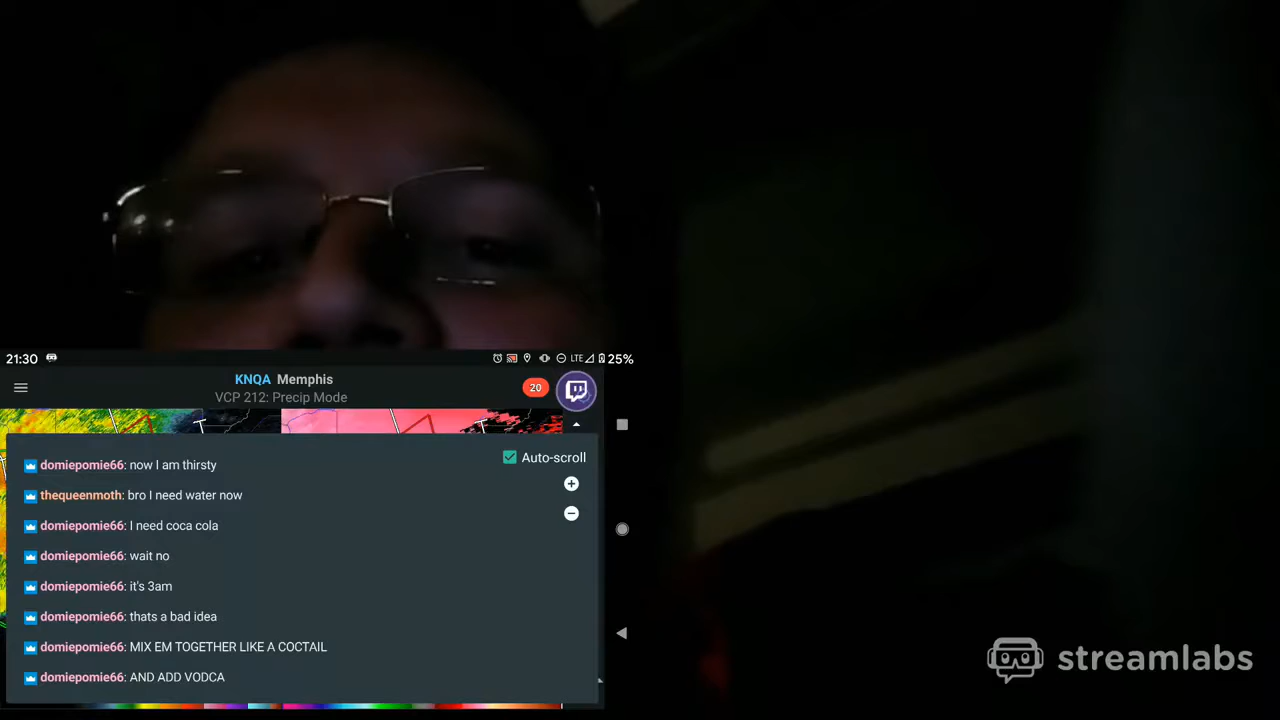 21:30 LTE 25%
KNQA Memphis
VCP 212: Precip Mode
20
Auto-scroll
domiepomie66: now I am thirsty
thequeenmoth: bro I need water now
domiepomie66: I need coca cola
domiepomie66: wait no
domiepomie66: it's 3am
domiepomie66: thats a bad idea
domiepomie66: MIX EM TOGETHER LIKE A COCTAIL
domiepomie66: AND ADD VODCA
streamlabs